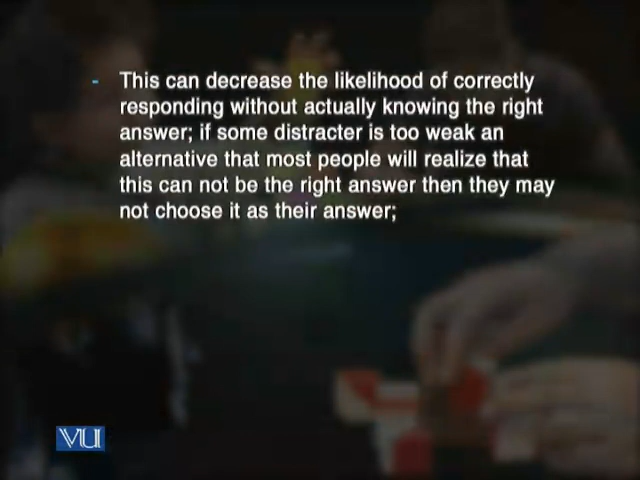 - This can decrease the likelihood of correctly
responding without actually knowing the right
answer; if some distracter is too weak an
alternative that most people will realize that
this can not be the right answer then they may
not choose it as their answer;
VU